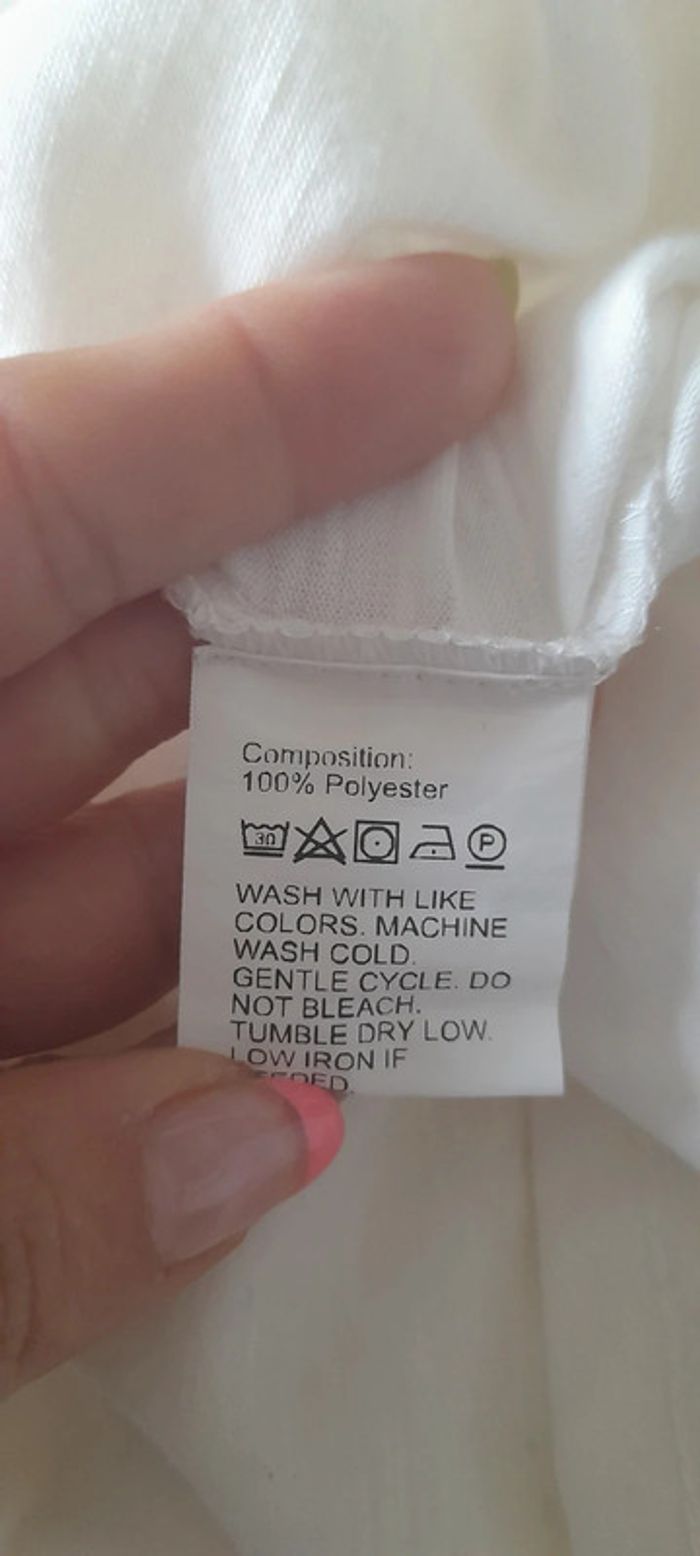 Composition:
100% Polyester
30 P
WASH WITH LIKE
COLORS. MACHINE
WASH COLD.
GENTLE CYCLE. DO
NOT BLEACH.
TUMBLE DRY LOW.
LOW IRON IF